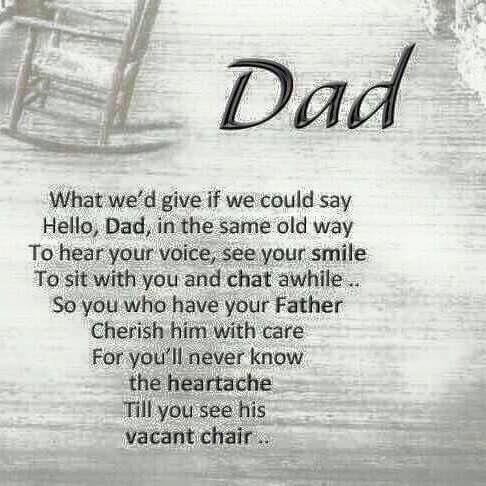 Dad
What we'd give if we could say
Hello, Dad, in the same old way
To hear your voice, see your smile
To sit with you and chat awhile ..
So you who have your Father
Cherish him with care
For you'll never know
the heartache
Till you see his
vacant chair ..